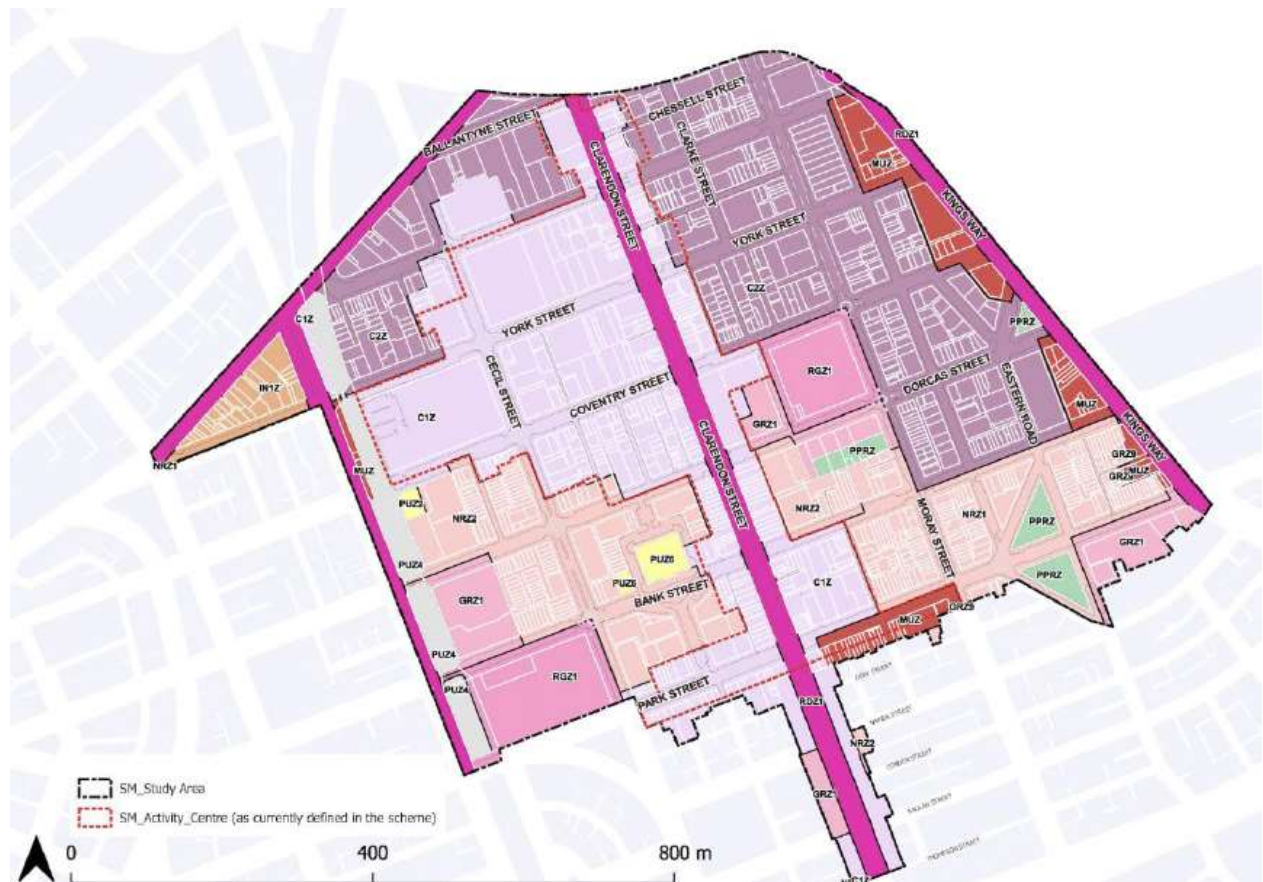 CHESSELL STREET
BALLANTYNE STREET
CLARENDON STREET
CLARKE STREET
RDZ1
MUZ
KINGS WAY
YORK STREET
C2Z
C1Z
C2Z
YORK STREET
PPRZ
IN1Z
CECIL STREET
COVENTRY STREET
RGZ1
DORCAS STREET
EASTERN ROAD
MUZ
C1Z
GRZ1
KINGS WAY
NRZ1
MUZ
PPRZ
GRZ9
MUZ
CLARENDON STREET
NRZ2
NRZ2
MORAY STREET
NRZ1
PPRZ
PUZ6
PUZ6
GRZ1
PUZ4
BANK STREET
C1Z
PPRZ
GRZ1
GRZ9
MUZ
PUZ4
RGZ1
PUZ4
PARK STREET
RDZ1
NRZ2
GRZ1
SM_Study Area
SM_Activity_Centre (as currently defined in the scheme)
0 400 800 m
C1Z